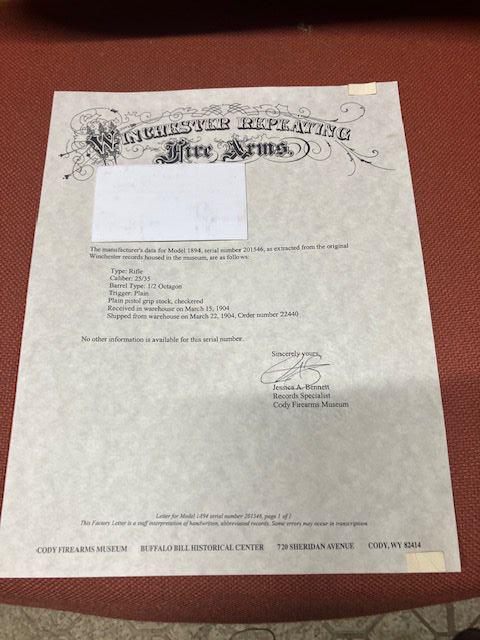 WINCHESTER REPEATING
Fire Arms,
The manufacturer's data for Model 1894, serial number 201546, as extracted from the original
Winchester records housed in the museum, are as follows:
Type: Rifle
Caliber: 25/35
Barrel Type: 1/2 Octagon
Trigger: Plain
Plain pistol grip stock, checkered
Received in warehouse on March 15, 1904
Shipped from warehouse on March 22, 1904, Order number 22440
No other information is available for this serial number.
Sincerely yours,
Jessica A. Bennett
Records Specialist
Cody Firearms Museum
Letter for Model 1894 serial number 201546, page 1 of 1
This Factory Letter is a staff interpretation of handwritten, abbreviated records. Some errors may occur in transcription.
CODY FIREARMS MUSEUM BUFFALO BILL HISTORICAL CENTER 720 SHERIDAN AVENUE CODY, WY 82414